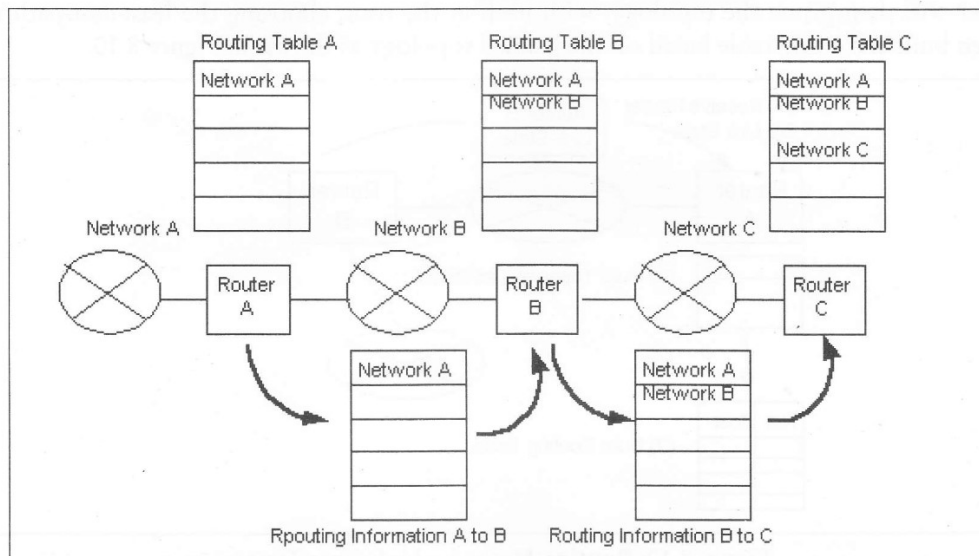 Routing Table A
Routing Table B
Routing Table C
Network A
Network A
Network B
Network A
Network B
Network C
Network A
Network B
Network C
Router
A
Router
B
Router
C
Network A
Network A
Network B
Rpouting Information A to B
Routing Information B to C